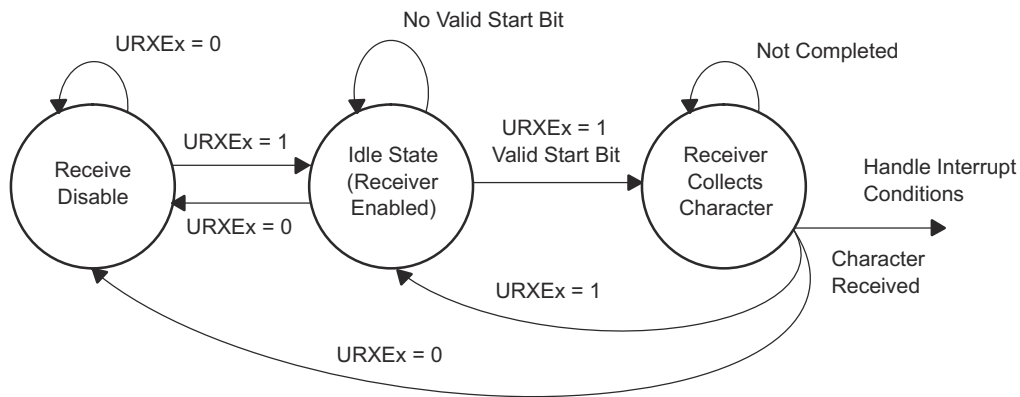 No Valid Start Bit
URXEx = 0
Not Completed
URXEx = 1
URXEx = 1
Valid Start Bit
Receive
Disable
Idle State
(Receiver
Enabled)
Receiver
Collects
Character
Handle Interrupt
Conditions
URXEx = 0
Character
Received
URXEx = 1
URXEx = 0